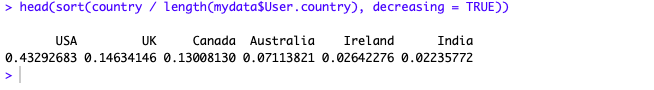 > head(sort(country / length(mydata$User.country), decreasing = TRUE))
USA UK Canada Australia Ireland India
0.43292683 0.14634146 0.13008130 0.07113821 0.02642276 0.02235772
>